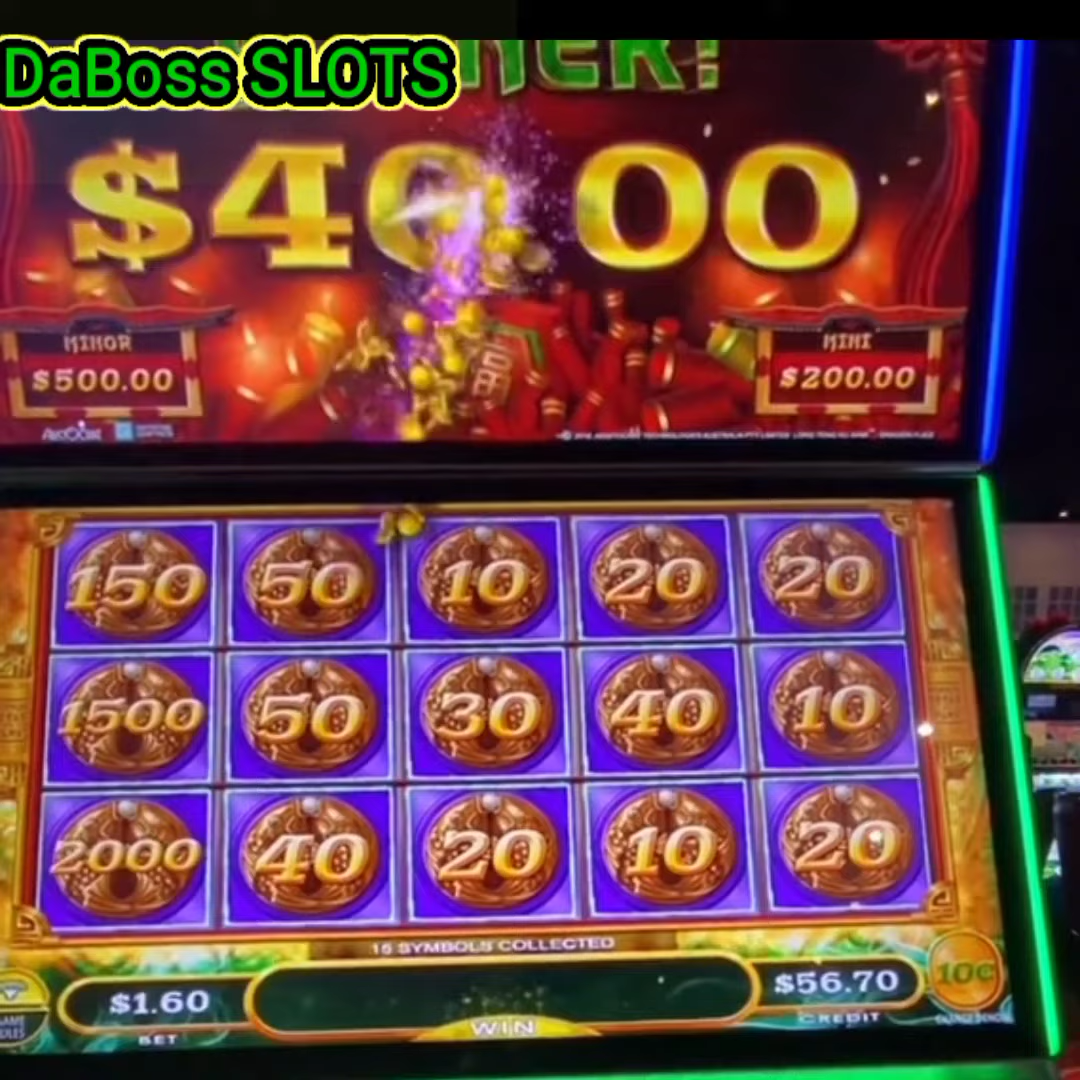 DaBoss SLOTS
$40.00
MINOR
$500.00
MINI
$200.00
150 50 10 20 20
1500 50 30 40 10
2000 40 20 10 20
15 SYMBOLS COLLECTED
$1.60
BET
WIN
$56.70
CREDIT
10¢